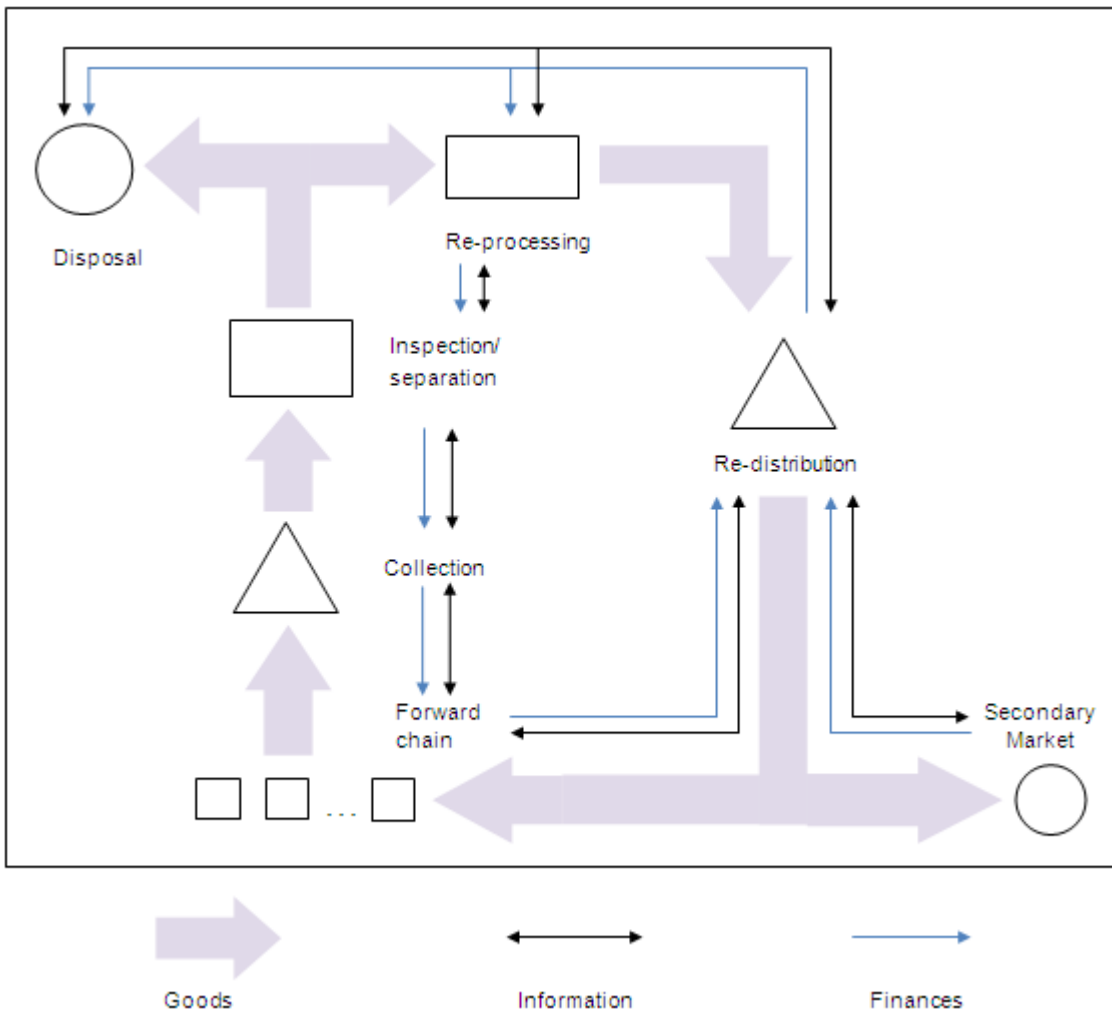 Disposal
Re-processing
Inspection/
separation
Re-distribution
Collection
Forward
chain
Secondary
Market
...
Goods
Information
Finances